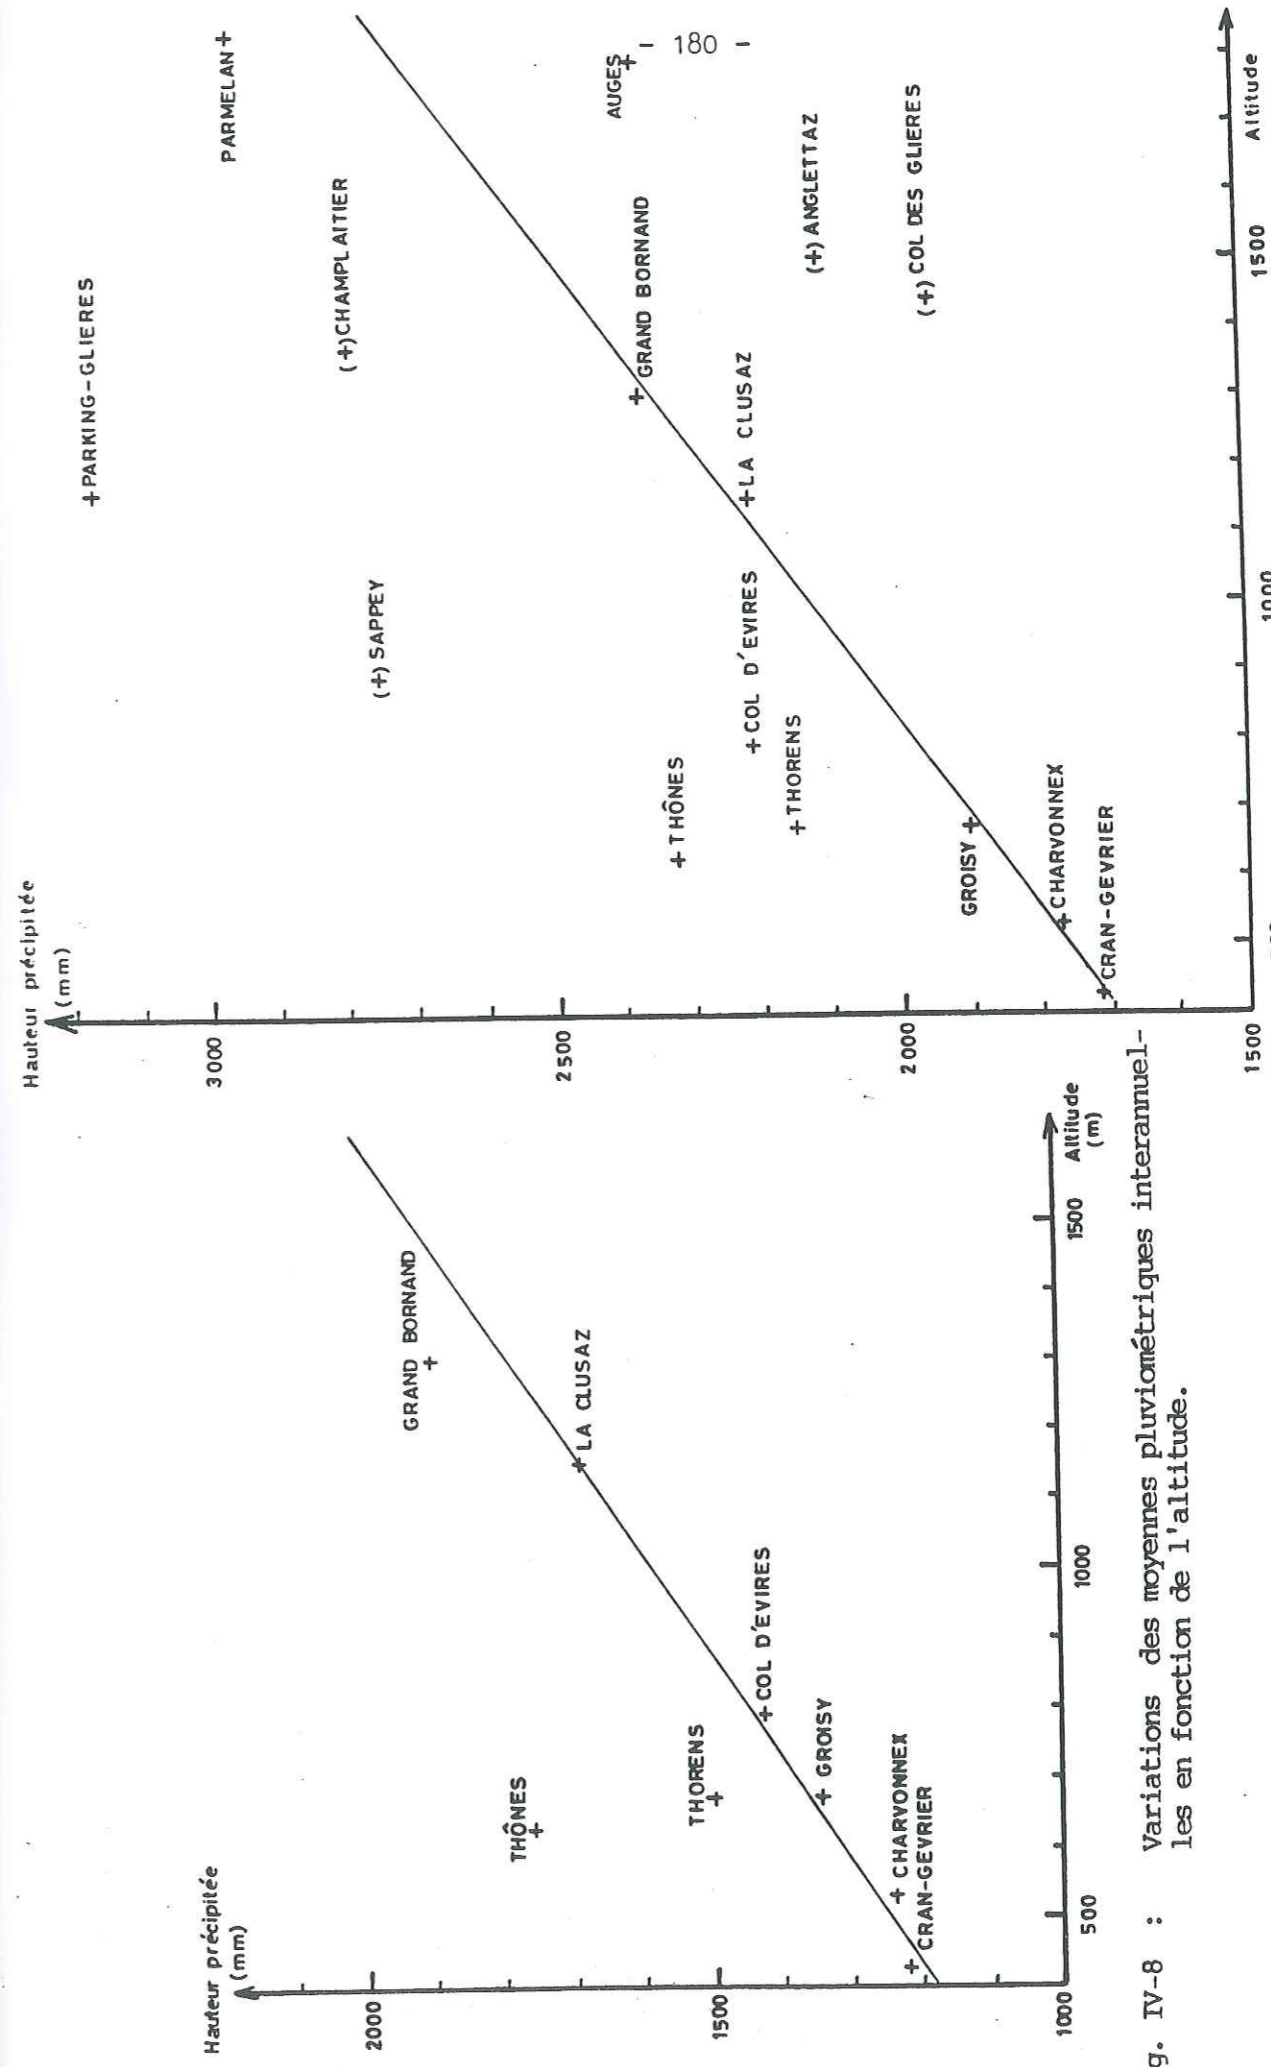 - 180 -
Hauteur précipitée
(mm)
2000
1500
1000
THÔNES
+
THORENS
+
GRAND BORNAND
+
+LA CLUSAZ
+COL D'EVIRES
+ GROISY
+ CHARVONNEX
+
CRAN-GEVRIER
500
1000
1500
Altitude
(m)
Hauteur précipitée
(mm)
3000
2500
2000
1500
+PARKING-GLIERES
PARMELAN+
(+)CHAMPLAITIER
(+) SAPPEY
AUGES
+
+ GRAND BORNAND
+THÔNES
+LA CLUSAZ
+COL D'EVIRES
+THORENS
(+) ANGLETTAZ
(+) COL DES GLIERES
GROISY +
+CHARVONNEX
+CRAN-GEVRIER
1000
1500
Altitude
g. IV-8 : Variations des moyennes pluviométriques interannuel-
les en fonction de l'altitude.